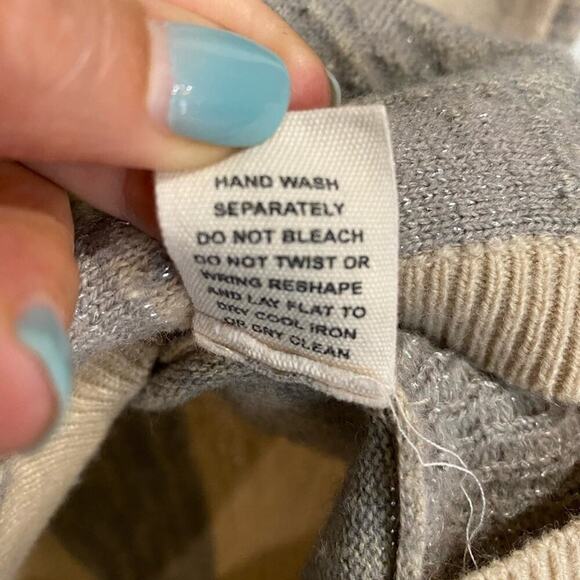 HAND WASH
SEPARATELY
DO NOT BLEACH
DO NOT TWIST OR
WRING RESHAPE
AND LAY FLAT TO
DRY COOL IRON
OR DRY CLEAN